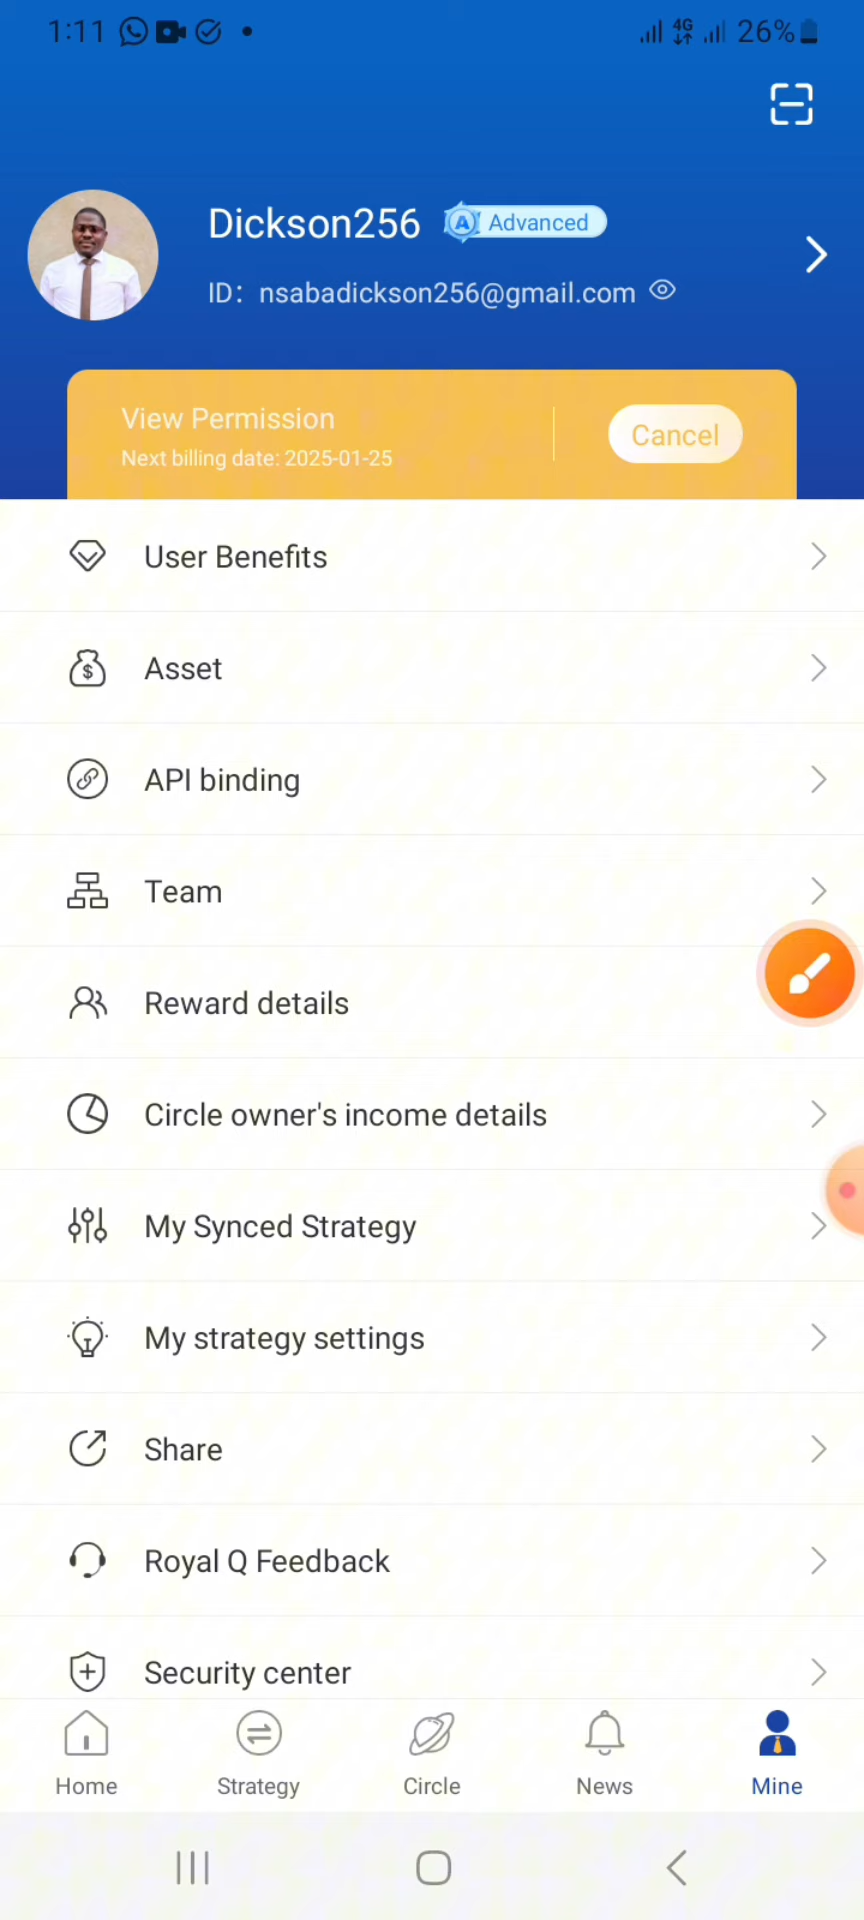 1:11
4G
26%
Dickson256
A Advanced
ID: nsabadickson256@gmail.com
View Permission
Cancel
Next billing date: 2025-01-25
User Benefits
Asset
API binding
Team
Reward details
Circle owner's income details
My Synced Strategy
My strategy settings
Share
Royal Q Feedback
Security center
Home
Strategy
Circle
News
Mine